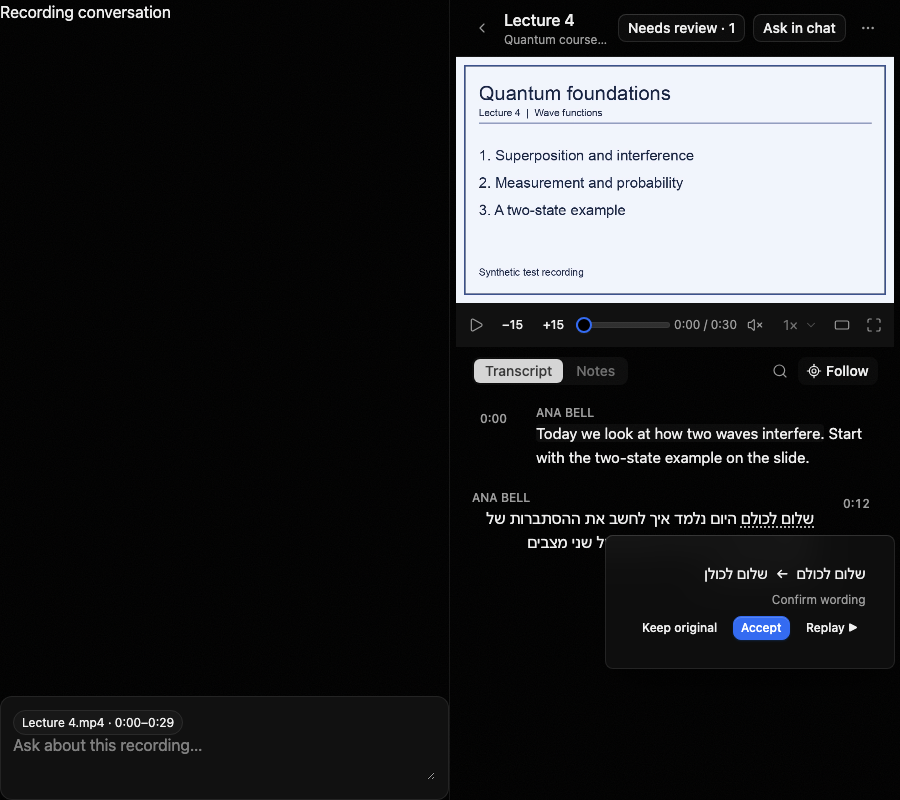 Recording conversation
Lecture 4
Quantum course...
Needs review · 1
Ask in chat
Quantum foundations
Lecture 4 | Wave functions
1. Superposition and interference
2. Measurement and probability
3. A two-state example
Synthetic test recording
−15 +15 0:00 / 0:30 1x
Transcript Notes Follow
0:00
ANA BELL
Today we look at how two waves interfere. Start
with the two-state example on the slide.
ANA BELL
0:12
שלום לכולם היום נלמד איך לחשב את ההסתברות של
שני מצבים
שלום לכולם ← שלום לכולן
Confirm wording
Keep original Accept Replay
Lecture 4.mp4 · 0:00–0:29
Ask about this recording...